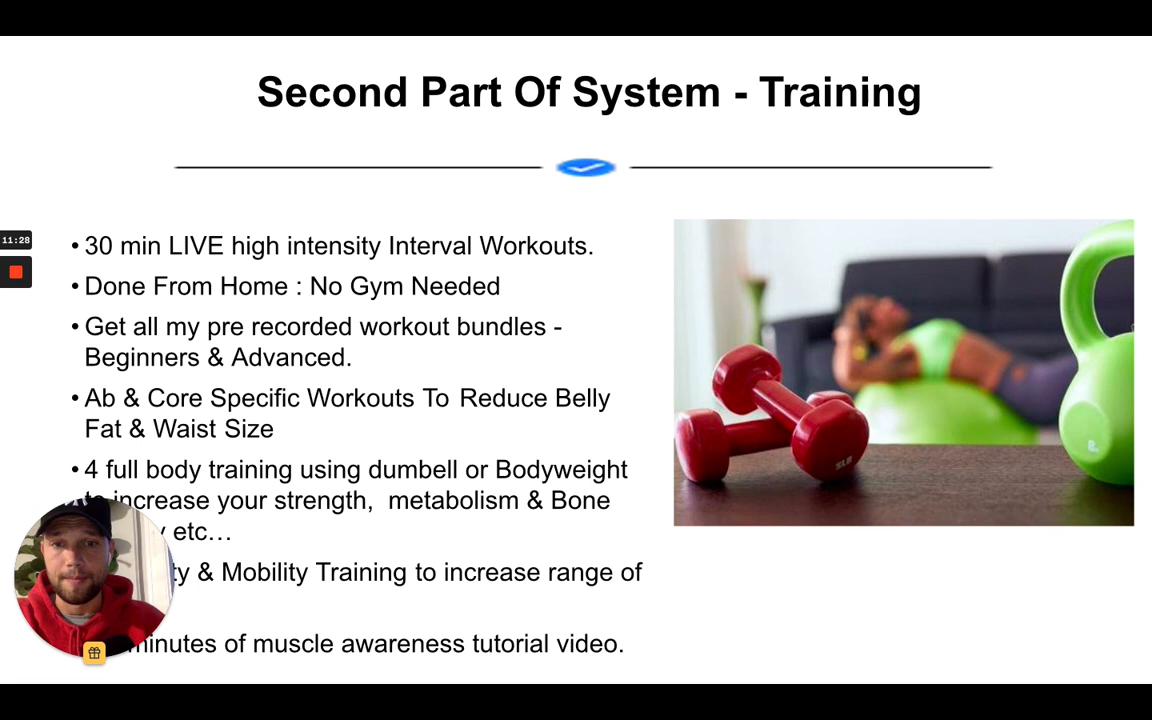 Second Part Of System - Training
11:28
• 30 min LIVE high intensity Interval Workouts.
• Done From Home : No Gym Needed
• Get all my pre recorded workout bundles -
Beginners & Advanced.
• Ab & Core Specific Workouts To Reduce Belly
Fat & Waist Size
• 4 full body training using dumbell or Bodyweight
to increase your strength, metabolism & Bone
etc…
& Mobility Training to increase range of
minutes of muscle awareness tutorial video.
5LB